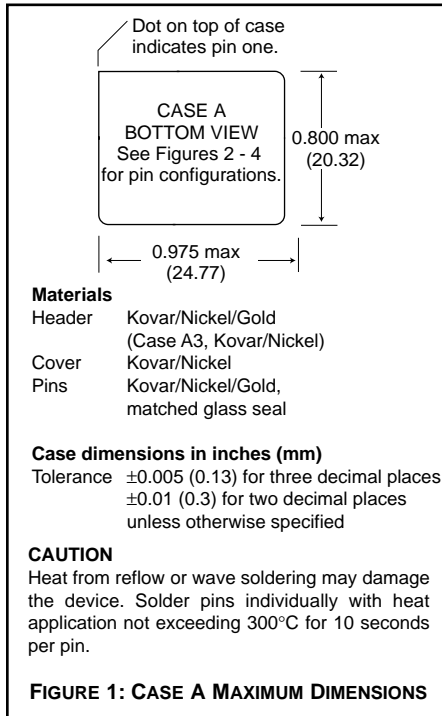 Dot on top of case
indicates pin one.
CASE A
BOTTOM VIEW
See Figures 2 - 4
for pin configurations.
0.800 max
(20.32)
0.975 max
(24.77)
Materials
Header Kovar/Nickel/Gold
(Case A3, Kovar/Nickel)
Cover Kovar/Nickel
Pins Kovar/Nickel/Gold,
matched glass seal
Case dimensions in inches (mm)
Tolerance ±0.005 (0.13) for three decimal places
±0.01 (0.3) for two decimal places
unless otherwise specified
CAUTION
Heat from reflow or wave soldering may damage
the device. Solder pins individually with heat
application not exceeding 300°C for 10 seconds
per pin.
FIGURE 1: CASE A MAXIMUM DIMENSIONS